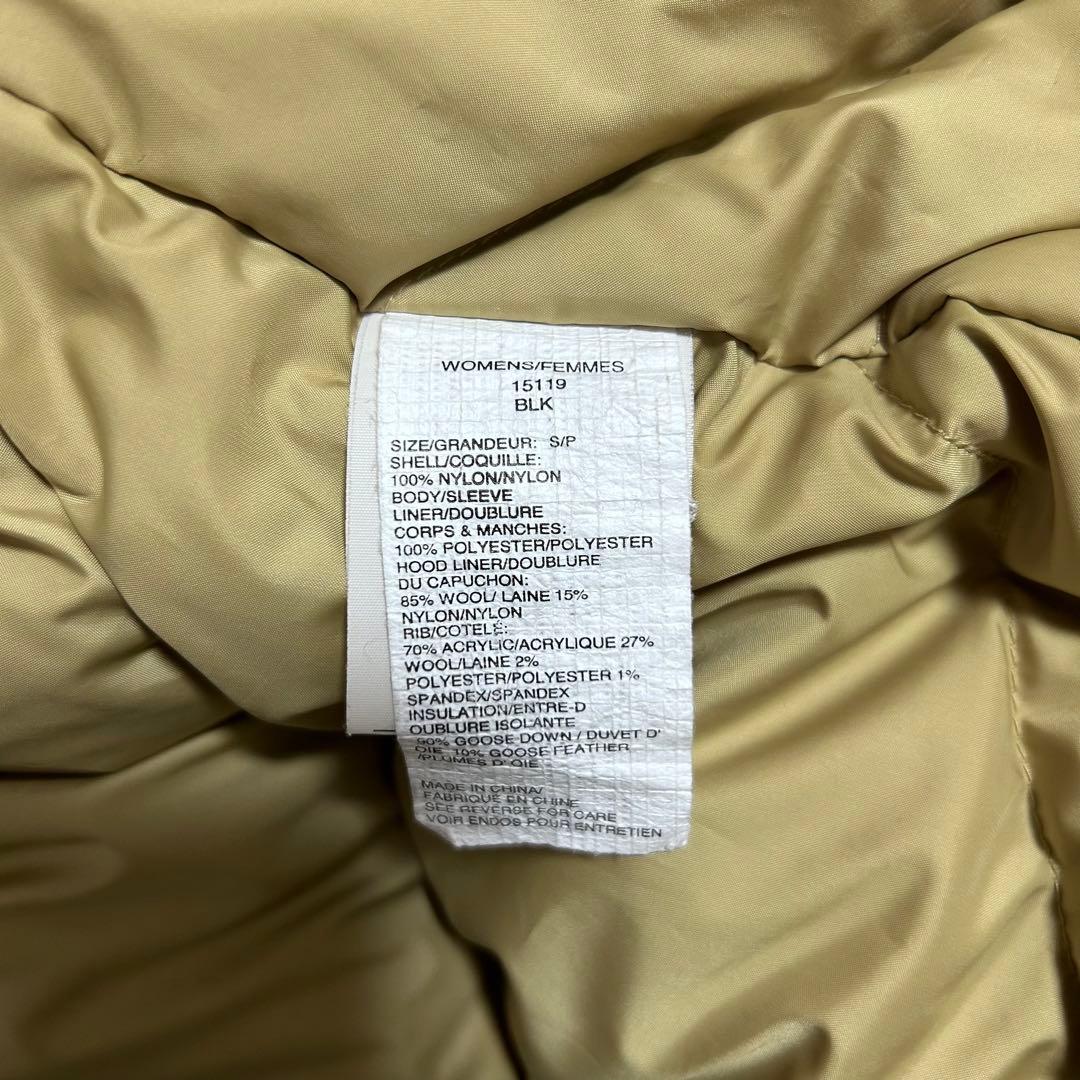 WOMENS/FEMMES
15119
BLK
SIZE/GRANDEUR: S/P
SHELL/COQUILLE:
100% NYLON/NYLON
BODY/SLEEVE
LINER/DOUBLURE
CORPS & MANCHES:
100% POLYESTER/POLYESTER
HOOD LINER/DOUBLURE
DU CAPUCHON:
85% WOOL/ LAINE 15%
NYLON/NYLON
RIB/COTELÉ:
70% ACRYLIC/ACRYLIQUE 27%
WOOL/LAINE 2%
POLYESTER/POLYESTER 1%
SPANDEX/SPANDEX
INSULATION/ENTRE-D
OUBLURE ISOLANTE
90% GOOSE DOWN / DUVET D'
OIE 10% GOOSE FEATHER
/PLUMES D' OIE
MADE IN CHINA/
FABRIQUÉ EN CHINE
SEE REVERSE FOR CARE
VOIR ENDOS POUR ENTRETIEN